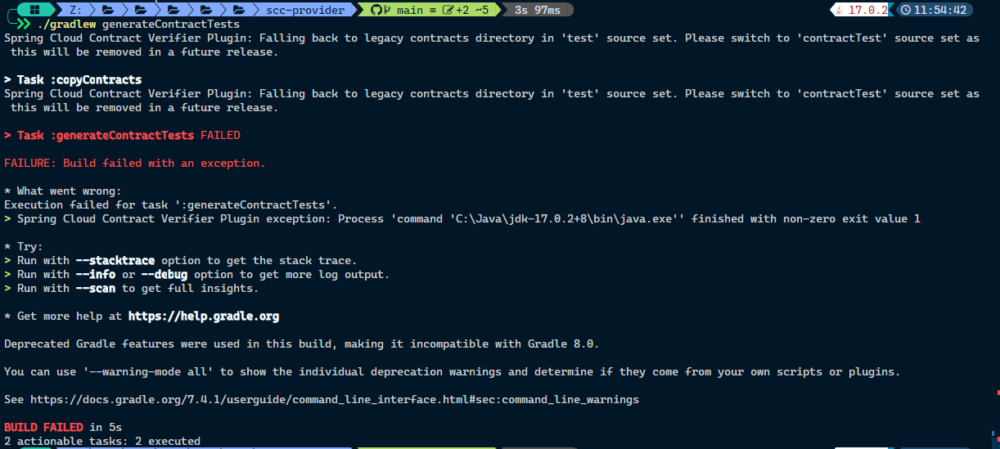 Z: scc-provider main ≡ +2 ~5 3s 97ms 17.0.2 11:54:42
./gradlew generateContractTests
Spring Cloud Contract Verifier Plugin: Falling back to legacy contracts directory in 'test' source set. Please switch to 'contractTest' source set as
this will be removed in a future release.
> Task :copyContracts
Spring Cloud Contract Verifier Plugin: Falling back to legacy contracts directory in 'test' source set. Please switch to 'contractTest' source set as
this will be removed in a future release.
> Task :generateContractTests FAILED
FAILURE: Build failed with an exception.
* What went wrong:
Execution failed for task ':generateContractTests'.
> Spring Cloud Contract Verifier Plugin exception: Process 'command 'C:\Java\jdk-17.0.2+8\bin\java.exe'' finished with non-zero exit value 1
* Try:
> Run with --stacktrace option to get the stack trace.
> Run with --info or --debug option to get more log output.
> Run with --scan to get full insights.
* Get more help at https://help.gradle.org
Deprecated Gradle features were used in this build, making it incompatible with Gradle 8.0.
You can use '--warning-mode all' to show the individual deprecation warnings and determine if they come from your own scripts or plugins.
See https://docs.gradle.org/7.4.1/userguide/command_line_interface.html#sec:command_line_warnings
BUILD FAILED in 5s
2 actionable tasks: 2 executed